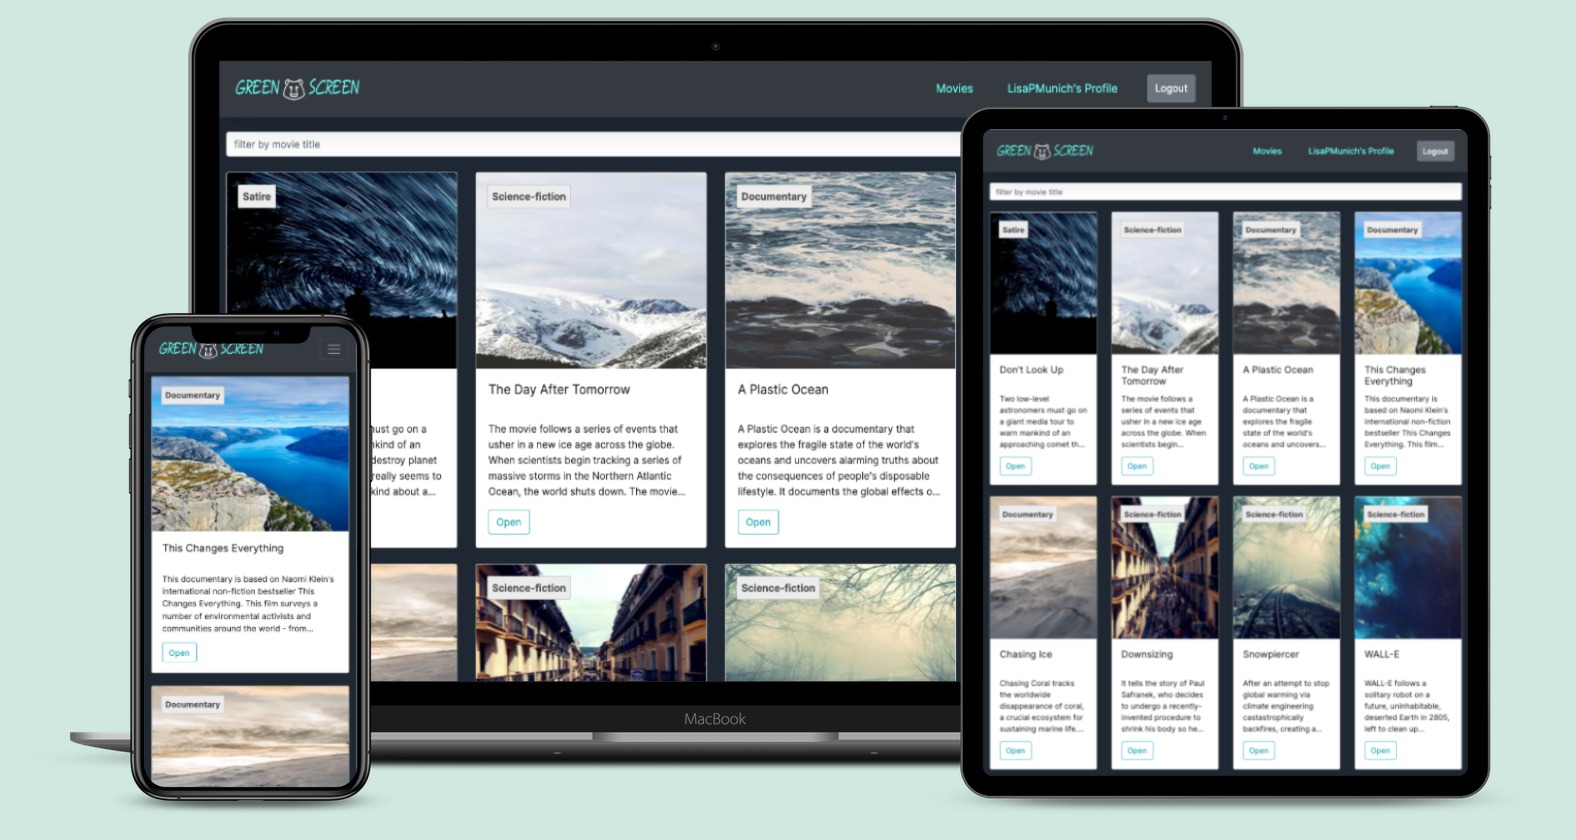 GREEN SCREEN
Movies
LisaPMunich's Profile
Logout
filter by movie title
Satire
Science-fiction
Documentary
must go on a
nkind of an
destroy planet
really seems to
kind about a...
The Day After Tomorrow
The movie follows a series of events that
usher in a new ice age across the globe.
When scientists begin tracking a series of
massive storms in the Northern Atlantic
Ocean, the world shuts down. The movie...
Open
A Plastic Ocean
A Plastic Ocean is a documentary that
explores the fragile state of the world's
oceans and uncovers alarming truths about
the consequences of people's disposable
lifestyle. It documents the global effects o...
Open
Science-fiction
Science-fiction
MacBook
GREEN SCREEN
Documentary
This Changes Everything
This documentary is based on Naomi Klein's
international non-fiction bestseller This
Changes Everything. This film surveys a
number of environmental activists and
communities around the world - from...
Open
Documentary
GREEN SCREEN
Movies
LisaPMunich's Profile
Logout
filter by movie title
Satire
Don't Look Up
Two low-level
astronomers must go on
a giant media tour to
warn mankind of an
approaching comet th...
Open
Science-fiction
The Day After
Tomorrow
The movie follows a
series of events that
usher in a new ice age
across the globe. When
scientists begin...
Open
Documentary
A Plastic Ocean
A Plastic Ocean is a
documentary that
explores the fragile
state of the world's
oceans and uncovers...
Open
Documentary
This Changes
Everything
This documentary is
based on Naomi Klein's
international non-fiction
bestseller This Changes
Everything. This film...
Open
Documentary
Chasing Ice
Chasing Coral tracks
the worldwide
disappearance of coral,
a crucial ecosystem for
sustaining marine life....
Open
Science-fiction
Downsizing
It tells the story of Paul
Safranek, who decides
to undergo a recently-
invented procedure to
shrink his body so he...
Open
Science-fiction
Snowpiercer
After an attempt to stop
global warming via
climate engineering
castastrophically
backfires, creating a...
Open
Science-fiction
WALL-E
WALL-E follows a
solitary robot on a
future, uninhabitable,
deserted Earth in 2805,
left to clean up...
Open